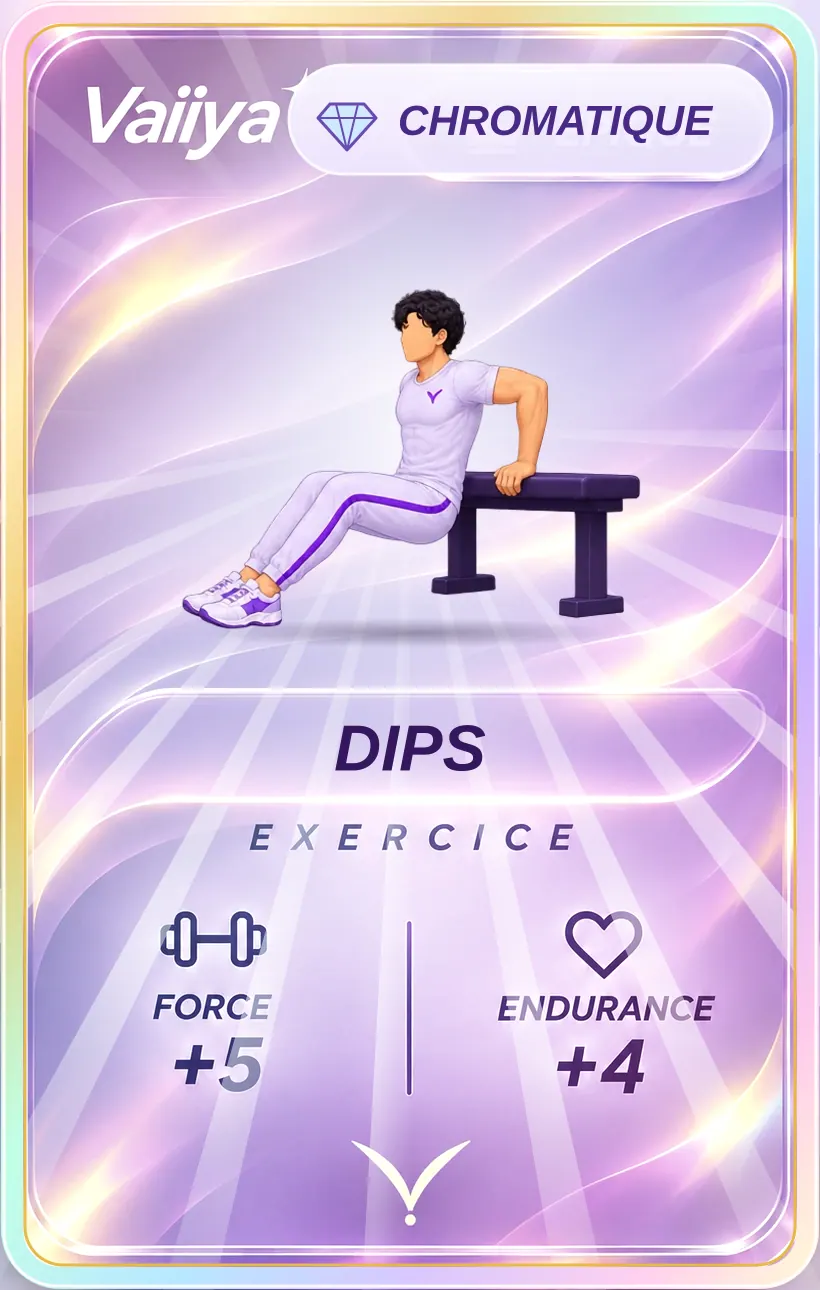 Vaiiya
CHROMATIQUE
DIPS
EXERCICE
FORCE
+5
ENDURANCE
+4